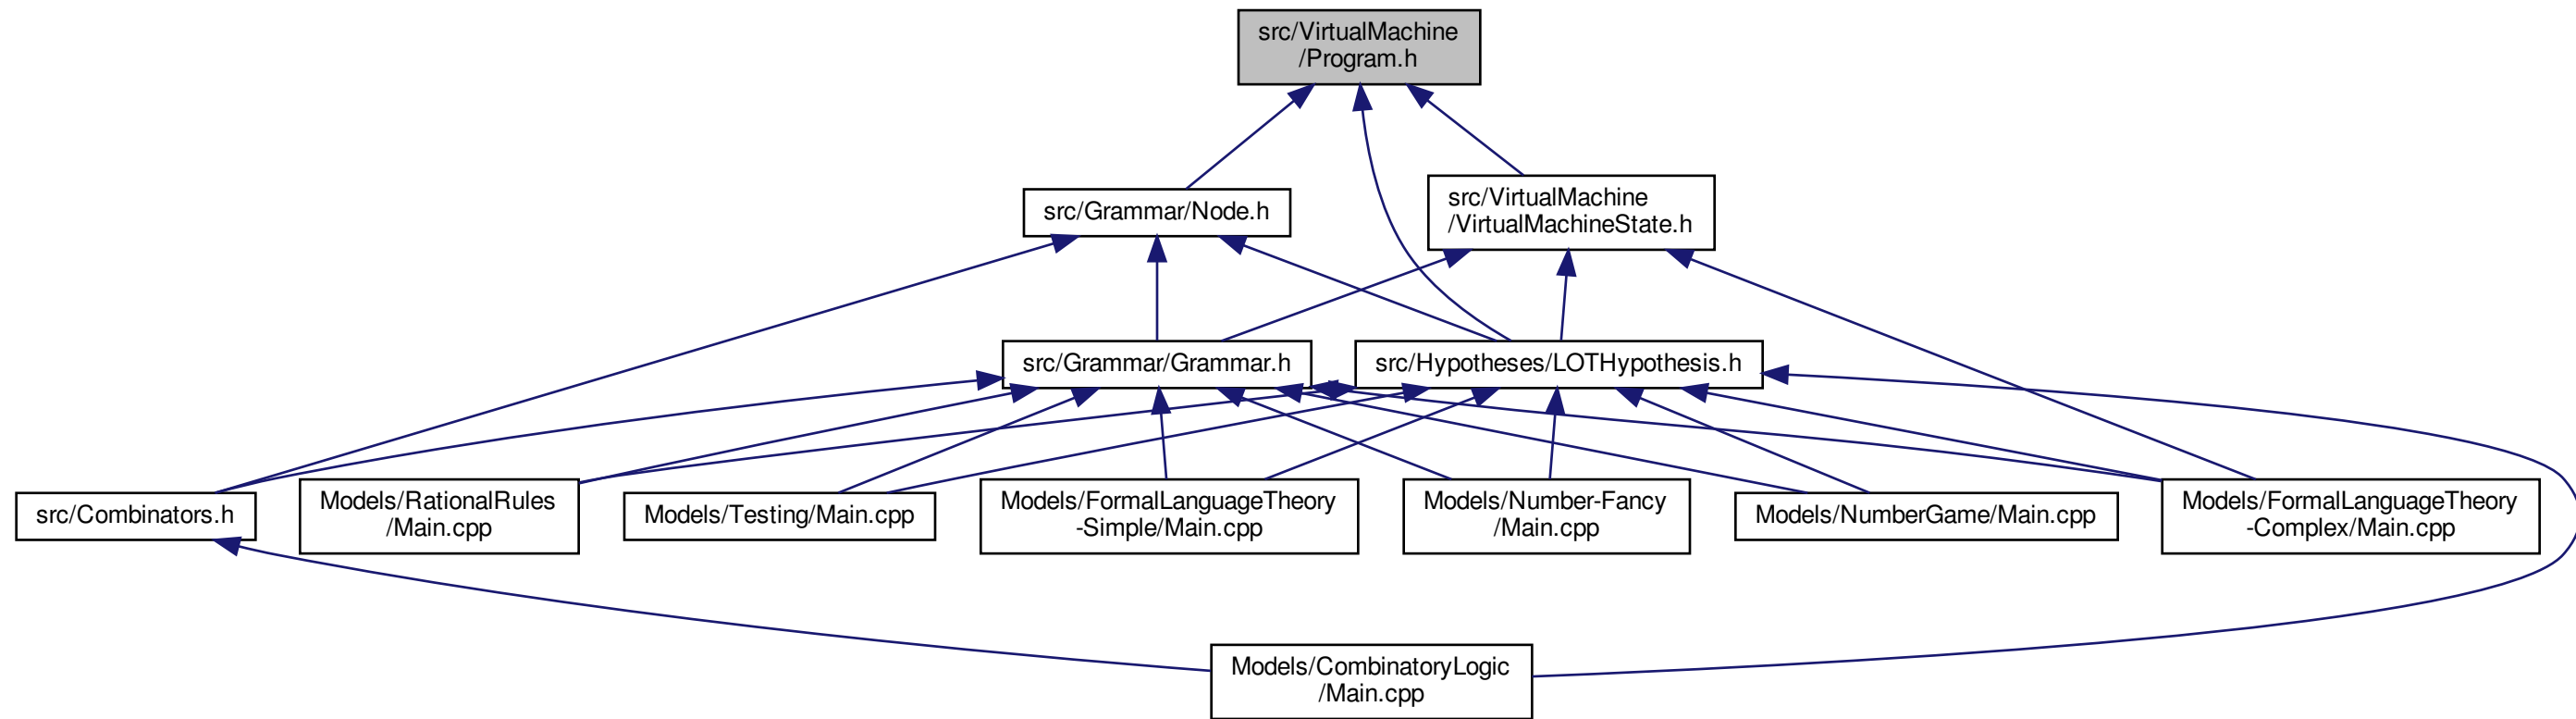 src/VirtualMachine
/Program.h
src/Grammar/Node.h
src/VirtualMachine
/VirtualMachineState.h
src/Grammar/Grammar.h
src/Hypotheses/LOTHypothesis.h
src/Combinators.h
Models/RationalRules
/Main.cpp
Models/Testing/Main.cpp
Models/FormalLanguageTheory
-Simple/Main.cpp
Models/Number-Fancy
/Main.cpp
Models/NumberGame/Main.cpp
Models/FormalLanguageTheory
-Complex/Main.cpp
Models/CombinatoryLogic
/Main.cpp